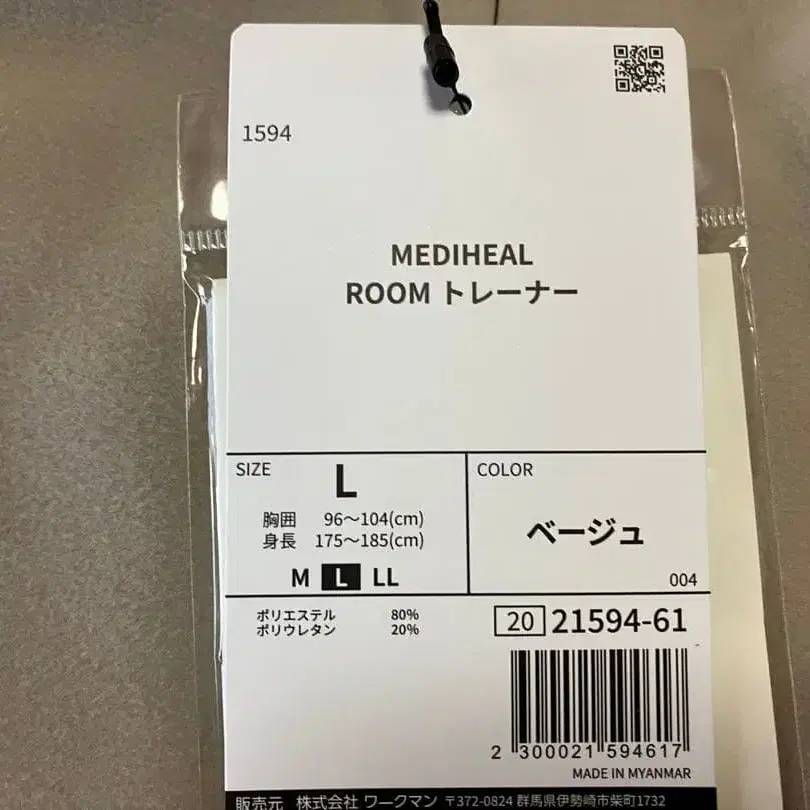 1594
MEDIHEAL
ROOM トレーナー
SIZE
L
胸囲 96〜104(cm)
身長 175〜185(cm)
M L LL
COLOR
ベージュ
004
ポリエステル 80%
ポリウレタン 20%
20 21594-61
2 300021 594617
MADE IN MYANMAR
販売元 株式会社 ワークマン 〒372-0824 群馬県伊勢崎市柴町1732